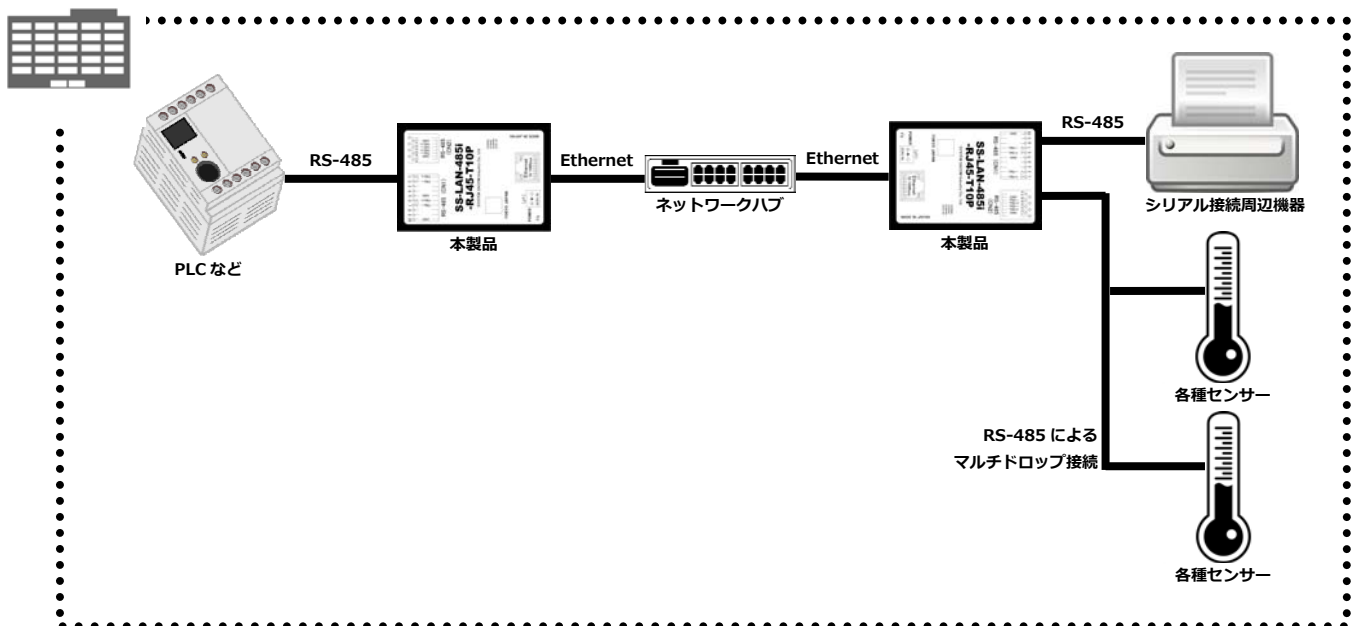 RS-485
RS-485
Ethernet
Ethernet
SS-LAN-485i
-RJ45-T10P
SS-LAN-485i
-RJ45-T10P
ネットワークハブ
シリアル接続周辺機器
本製品
本製品
PLC など
各種センサー
RS-485 による
マルチドロップ接続
各種センサー